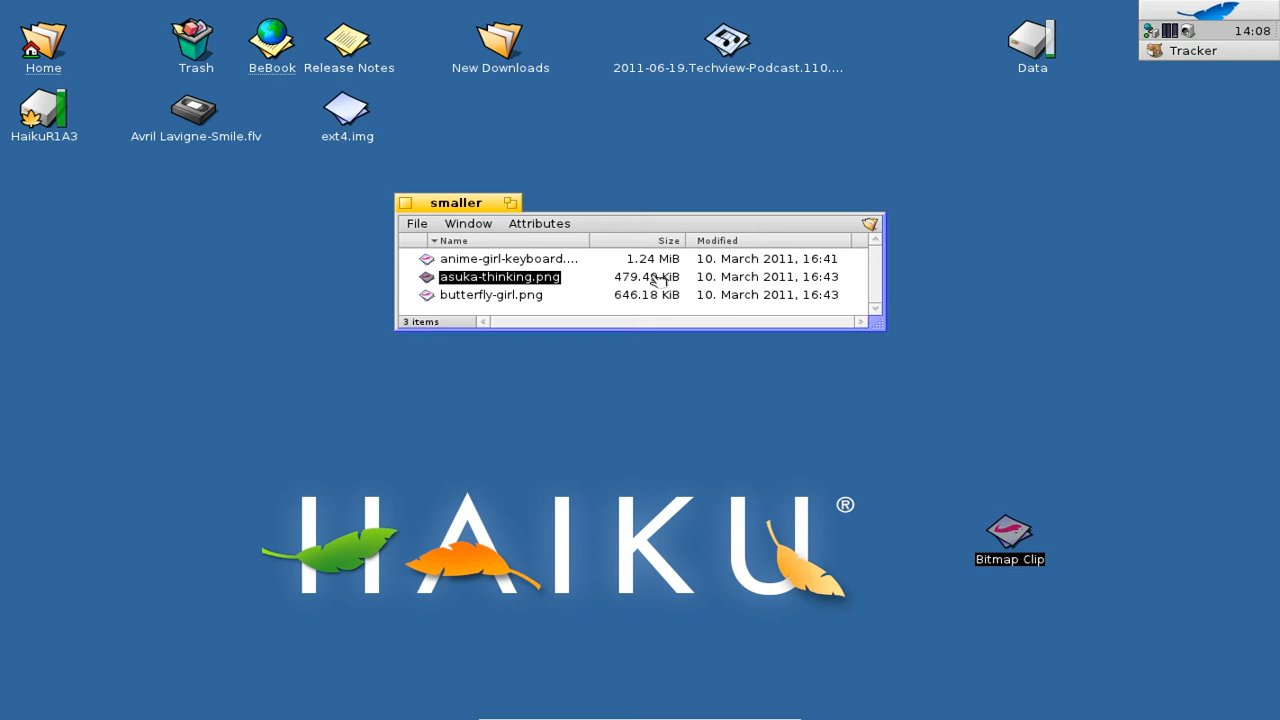 Home
Trash
BeBook
Release Notes
New Downloads
2011-06-19.Techview-Podcast.110....
Data
14:08
Tracker
HaikuR1A3
Avril Lavigne-Smile.flv
ext4.img
smaller
File Window Attributes
Name Size Modified
anime-girl-keyboard.... 1.24 MiB 10. March 2011, 16:41
asuka-thinking.png KiB 10. March 2011, 16:43
butterfly-girl.png 646.18 KiB 10. March 2011, 16:43
3 items
HAIKU®
Bitmap Clip